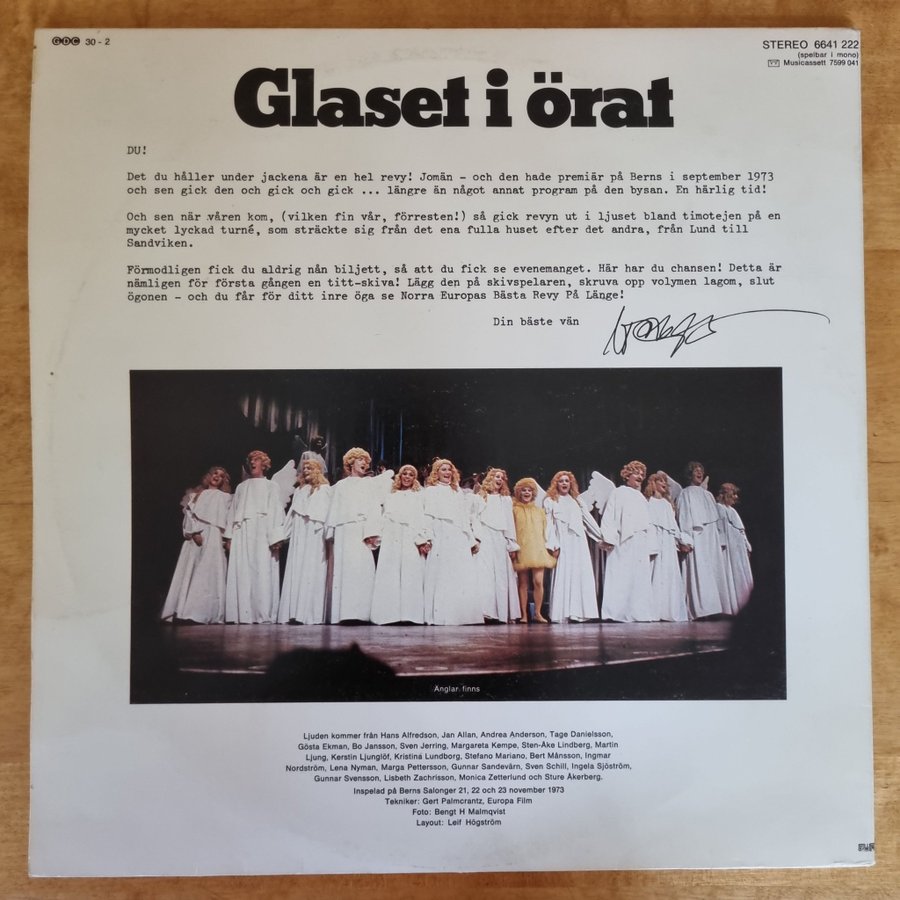 GDC 30 - 2
STEREO 6641 222
(spelbar i mono)
Musicassett 7599 041
Glaset i örat
DU!
Det du håller under jackena är en hel revy! Jomän - och den hade premiär på Berns i september 1973
och sen gick den och gick och gick ... längre än något annat program på den bysan. En härlig tid!
Och sen när våren kom, (vilken fin vår, förresten!) så gick revyn ut i ljuset bland timotejen på en
mycket lyckad turné, som sträckte sig från det ena fulla huset efter det andra, från Lund till
Sandviken.
Förmodligen fick du aldrig nån biljett, så att du fick se evenemanget. Här har du chansen! Detta är
nämligen för första gången en titt-skiva! Lägg den på skivspelaren, skruva opp volymen lagom, slut
ögonen - och du får för ditt inre öga se Norra Europas Bästa Revy På Länge!
Din bäste vän
Änglar finns
Ljuden kommer från Hans Alfredson, Jan Allan, Andrea Anderson, Tage Danielsson,
Gösta Ekman, Bo Jansson, Sven Jerring, Margareta Kempe, Sten-Åke Lindberg, Martin
Ljung, Kerstin Ljunglöf, Kristina Lundborg, Stefano Mariano, Bert Månsson, Ingmar
Nordström, Lena Nyman, Marga Pettersson, Gunnar Sandevärn, Sven Schill, Ingela Sjöström,
Gunnar Svensson, Lisbeth Zachrisson, Monica Zetterlund och Sture Åkerberg.
Inspelad på Berns Salonger 21, 22 och 23 november 1973
Tekniker: Gert Palmcrantz, Europa Film
Foto: Bengt H Malmqvist
Layout: Leif Högström